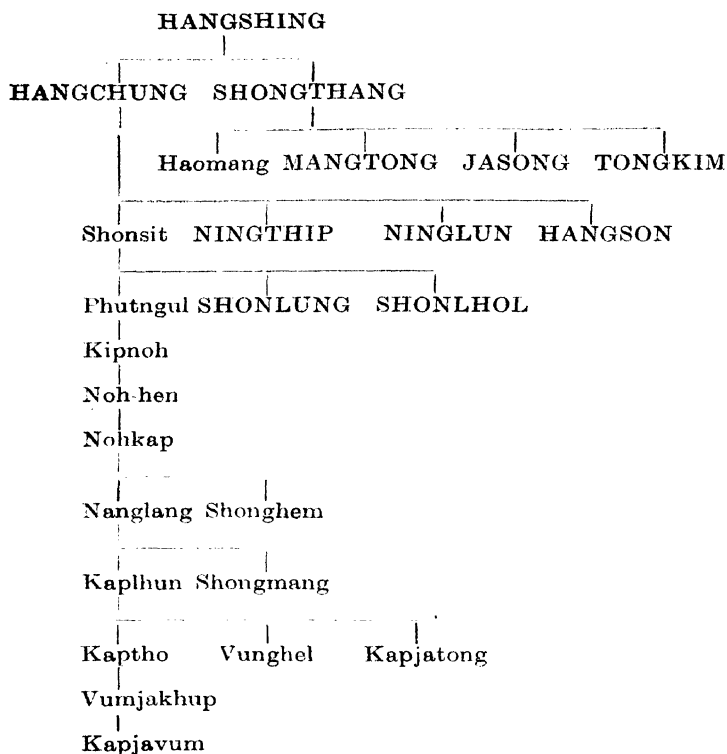 HANGSHING
HANGCHUNG SHONGTHANG
Haomang MANGTONG JASONG TONGKIM
Shonsit NINGTHIP NINGLUN HANGSON
Phutngul SHONLUNG SHONLHOL
Kipnoh
Noh-hen
Nohkap
Nanglang Shonghem
Kaplhun Shongmang
Kaptho Vunghel Kapjatong
Vumjakhup
Kapjavum